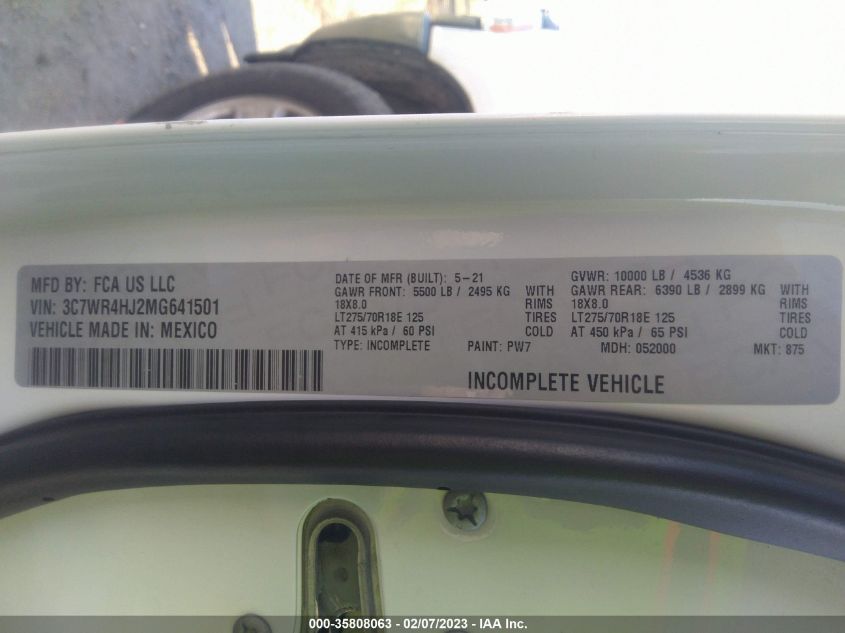 MFD BY: FCA US LLC
VIN: 3C7WR4HJ2MG641501
VEHICLE MADE IN: MEXICO
DATE OF MFR (BUILT): 5-21
GAWR FRONT: 5500 LB / 2495 KG WITH
18X8.0 RIMS
LT275/70R18E 125 TIRES
AT 415 kPa / 60 PSI COLD
TYPE: INCOMPLETE PAINT: PW7
GVWR: 10000 LB / 4536 KG
GAWR REAR: 6390 LB / 2899 KG WITH
18X8.0 RIMS
LT275/70R18E 125 TIRES
AT 450 kPa / 65 PSI COLD
MDH: 052000 MKT: 875
INCOMPLETE VEHICLE
000-35808063 - 02/07/2023 - IAA Inc.